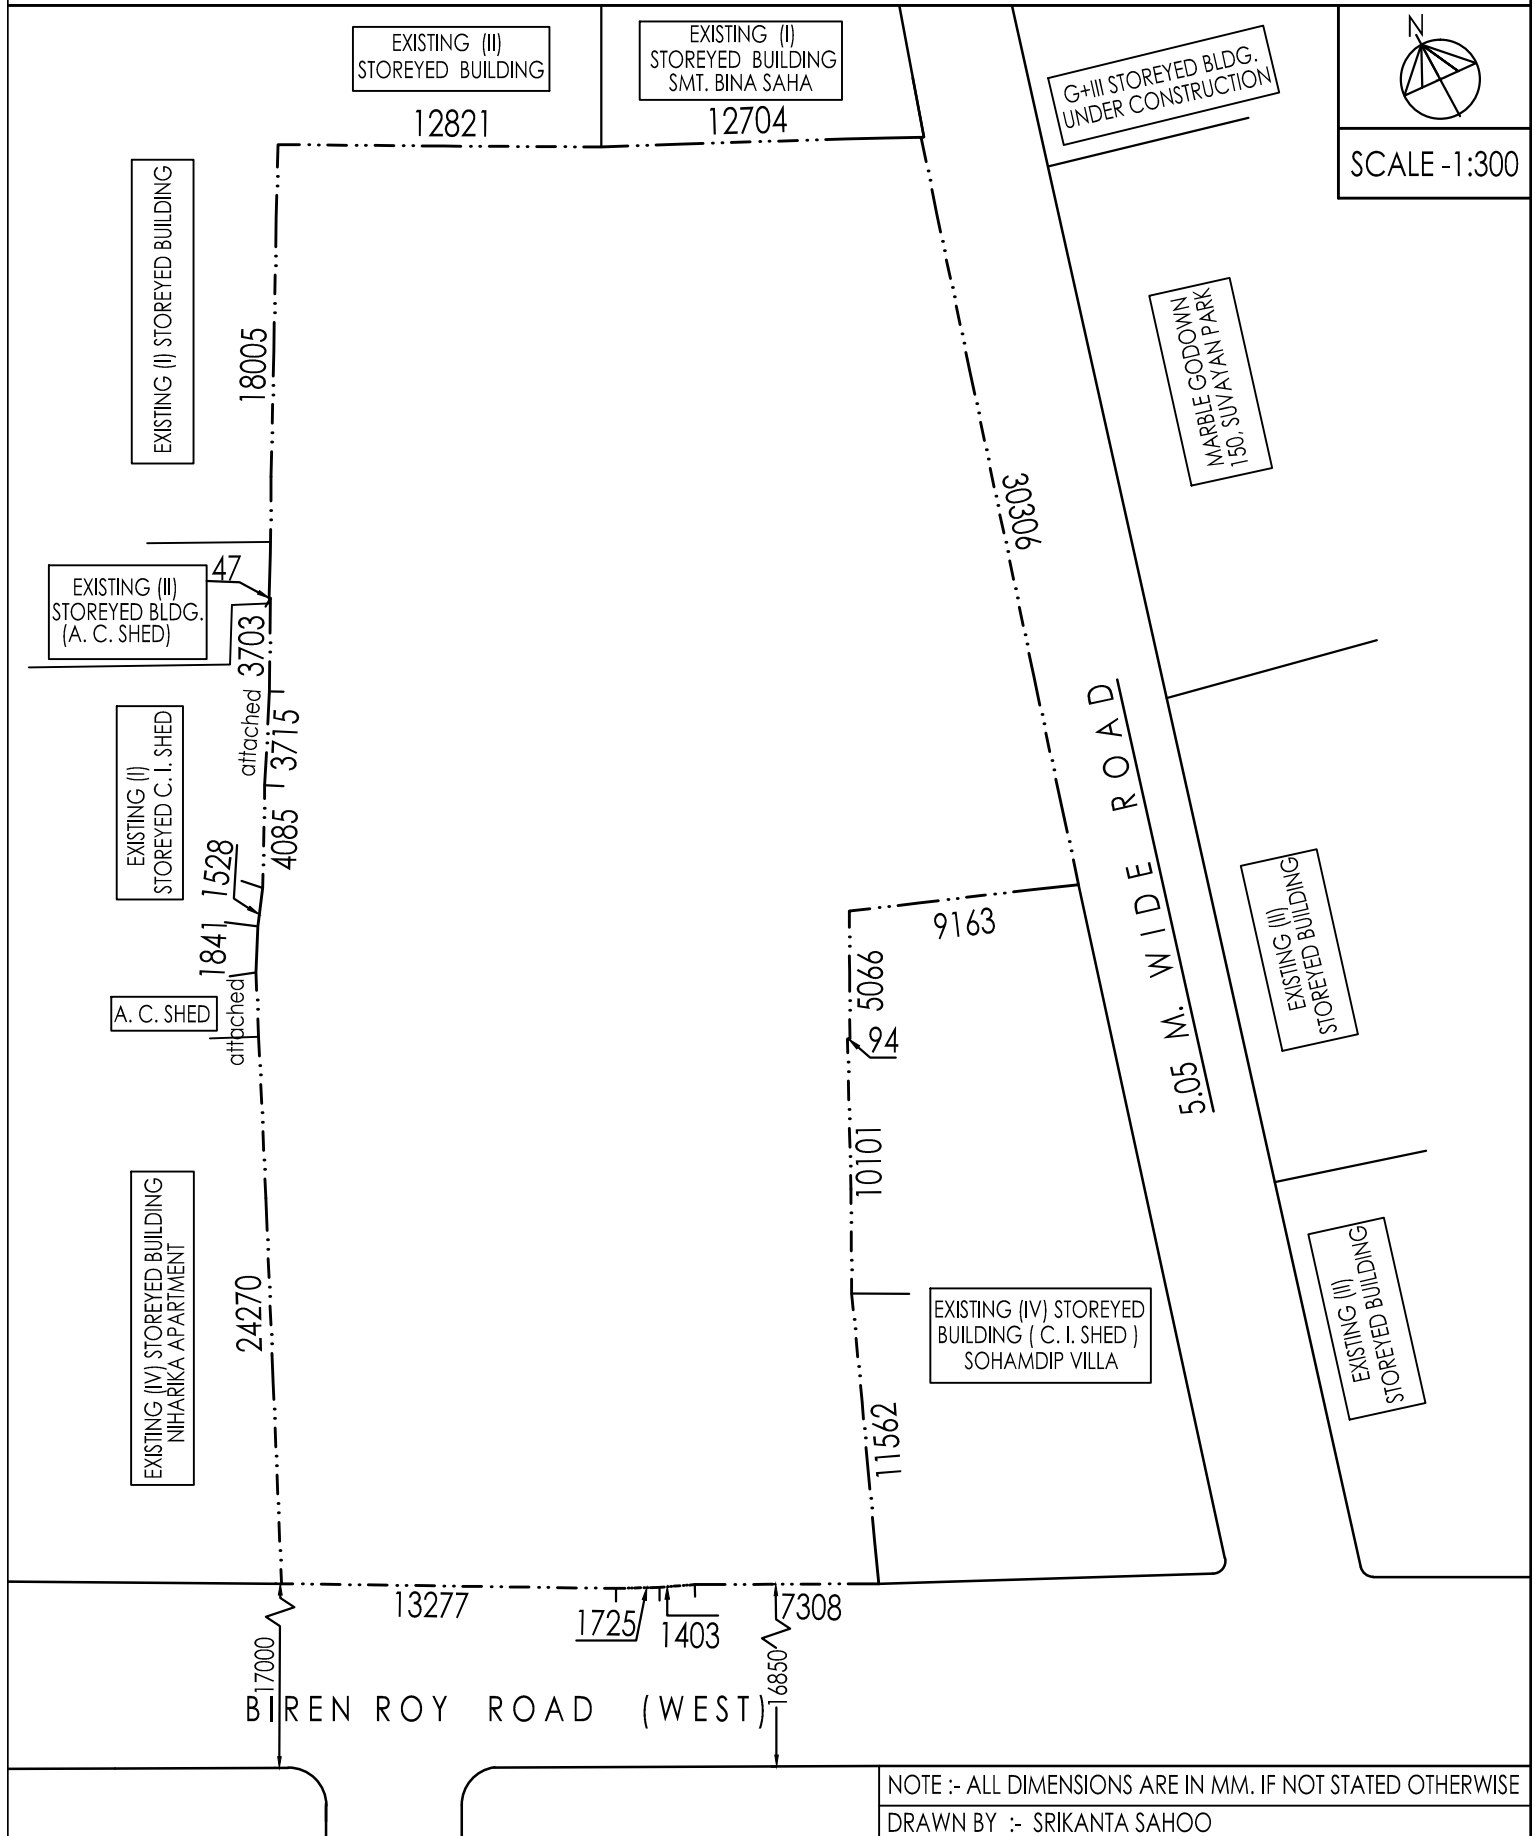 EXISTING (II)
STOREYED BUILDING
12821
EXISTING (I)
STOREYED BUILDING
SMT. BINA SAHA
12704
G+III STOREYED BLDG.
UNDER CONSTRUCTION
N
SCALE -1:300
EXISTING (I) STOREYED BUILDING
18005
MARBLE GODOWN
150, SUVAYAN PARK
30306
47
EXISTING (II)
STOREYED BLDG.
(A. C. SHED)
3703
attached
3715
EXISTING (I)
STOREYED C. I. SHED
4085
1528
1841
A. C. SHED
attached
9163
5066
94
10101
5.05 M. WIDE ROAD
EXISTING (III)
STOREYED BUILDING
EXISTING (IV) STOREYED BUILDING
NIHARIKA APARTMENT
24270
EXISTING (IV) STOREYED
BUILDING ( C. I. SHED )
SOHAMDIP VILLA
11562
EXISTING (II)
STOREYED BUILDING
13277
1725
1403
7308
17000
16850
BIREN ROY ROAD (WEST)
NOTE :- ALL DIMENSIONS ARE IN MM. IF NOT STATED OTHERWISE
DRAWN BY :- SRIKANTA SAHOO